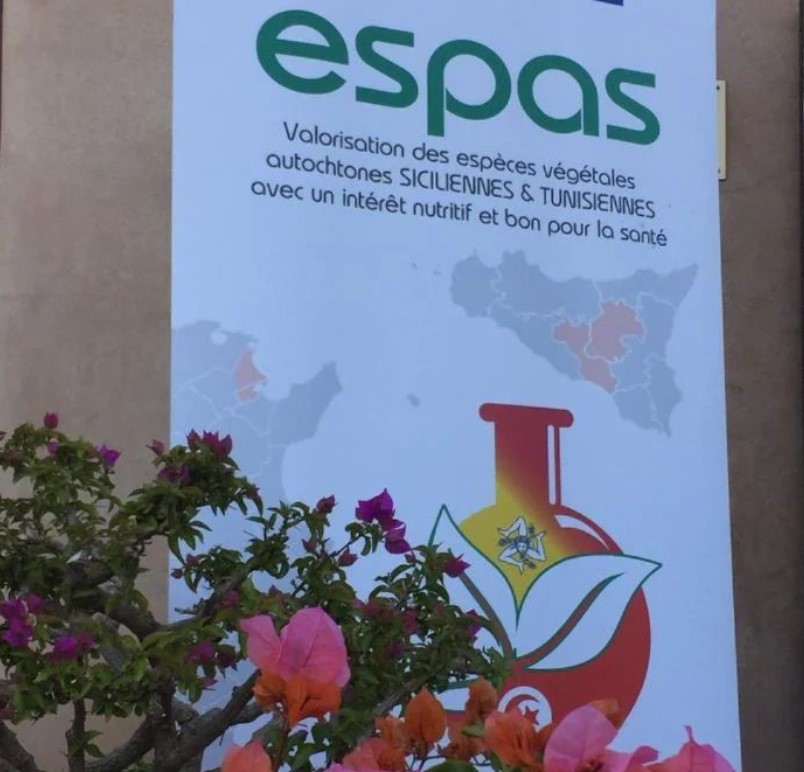 espas
Valorisation des espèces végétales
autochtones SICILIENNES & TUNISIENNES
avec un intérêt nutritif et bon pour la santé